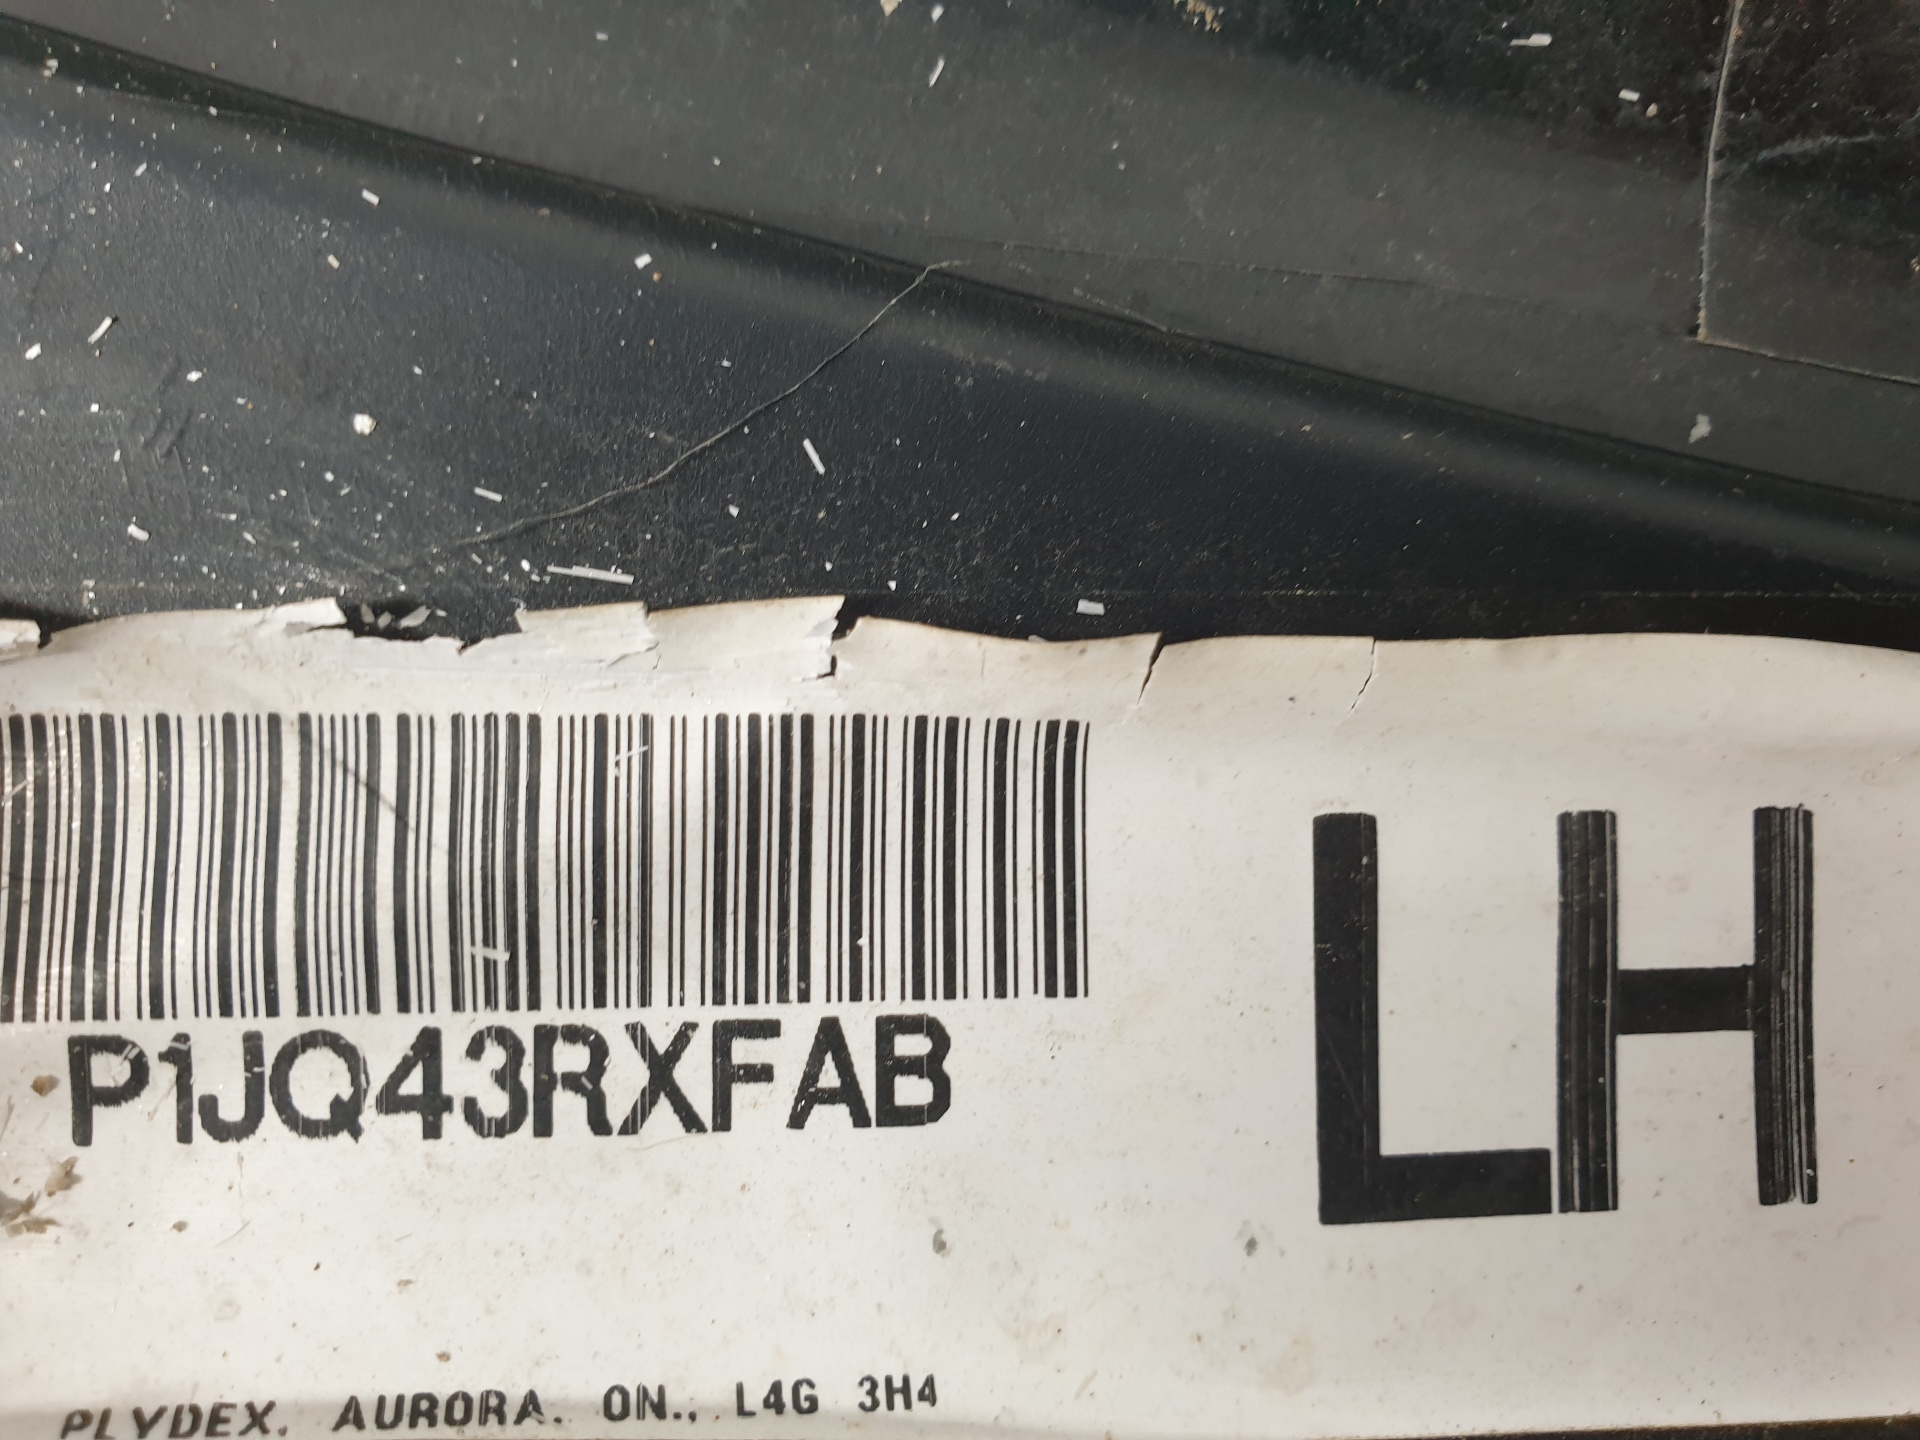 P1JQ43RXFAB
LH
PLYDEX. AURORA. ON., L4G 3H4